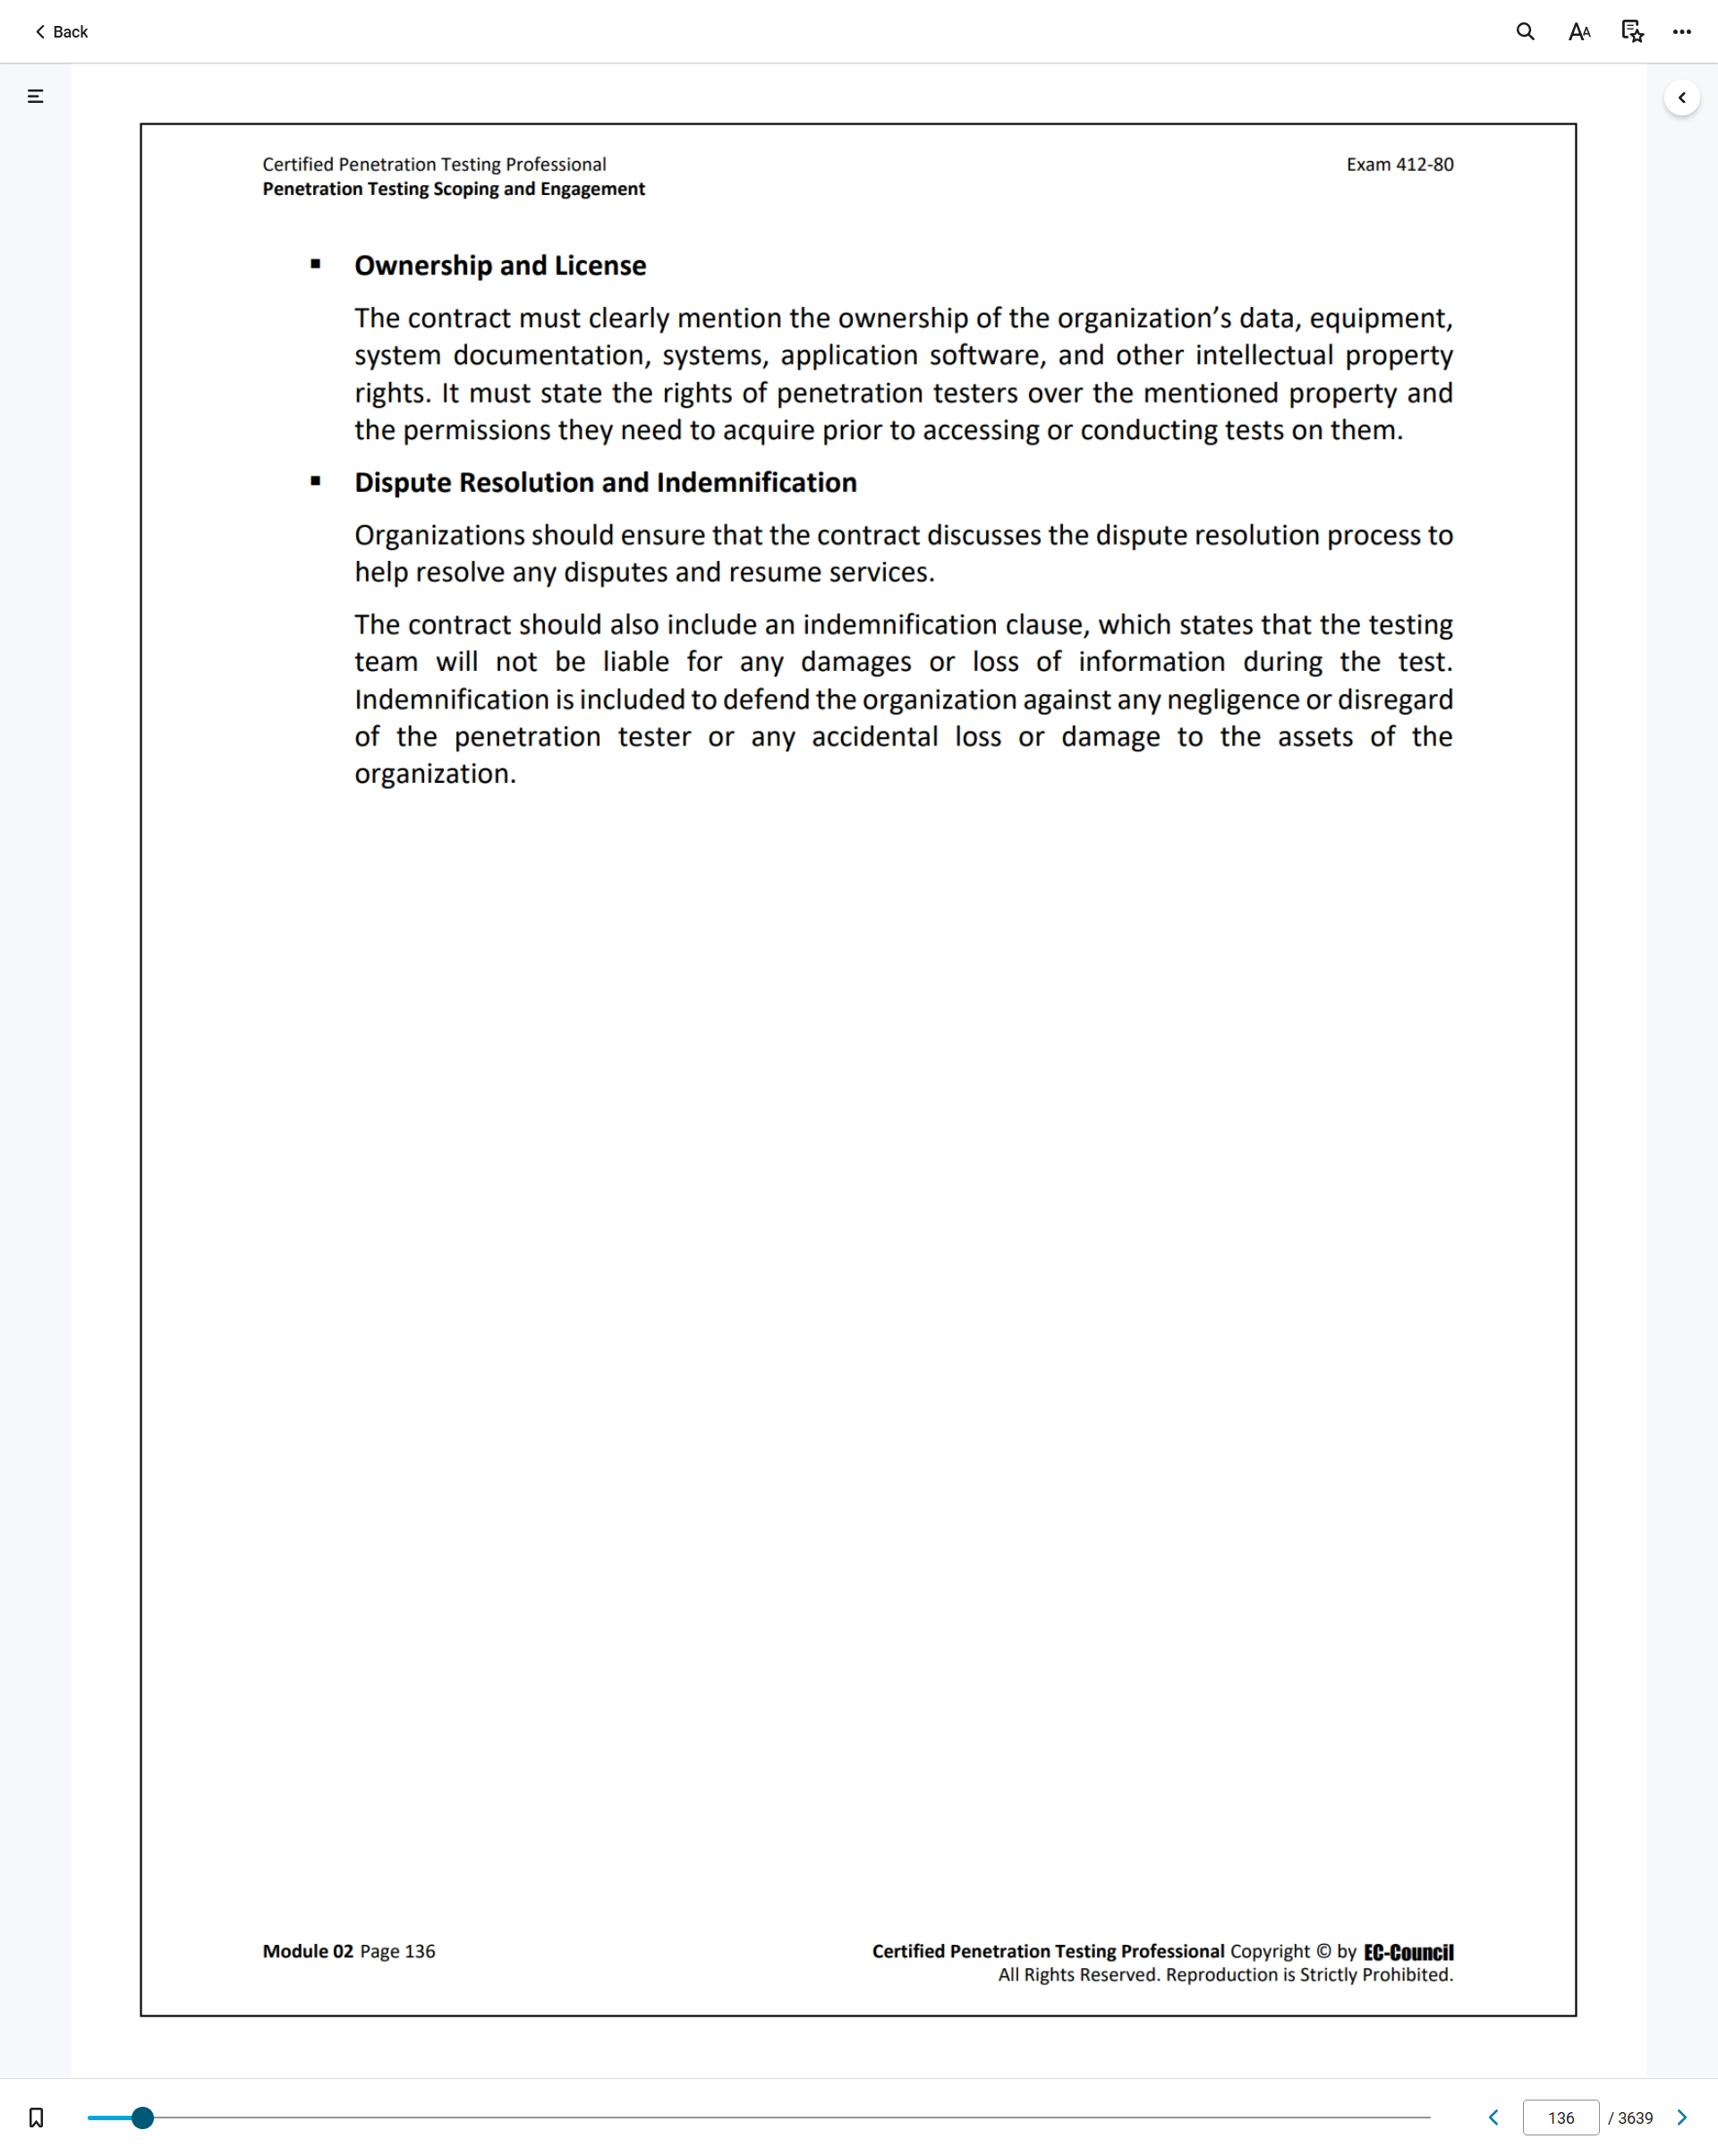 Back
Certified Penetration Testing Professional
Exam 412-80
Penetration Testing Scoping and Engagement
▪ Ownership and License
The contract must clearly mention the ownership of the organization’s data, equipment,
system documentation, systems, application software, and other intellectual property
rights. It must state the rights of penetration testers over the mentioned property and
the permissions they need to acquire prior to accessing or conducting tests on them.
▪ Dispute Resolution and Indemnification
Organizations should ensure that the contract discusses the dispute resolution process to
help resolve any disputes and resume services.
The contract should also include an indemnification clause, which states that the testing
team will not be liable for any damages or loss of information during the test.
Indemnification is included to defend the organization against any negligence or disregard
of the penetration tester or any accidental loss or damage to the assets of the
organization.
Module 02 Page 136
Certified Penetration Testing Professional Copyright © by EC-Council
All Rights Reserved. Reproduction is Strictly Prohibited.
136 / 3639